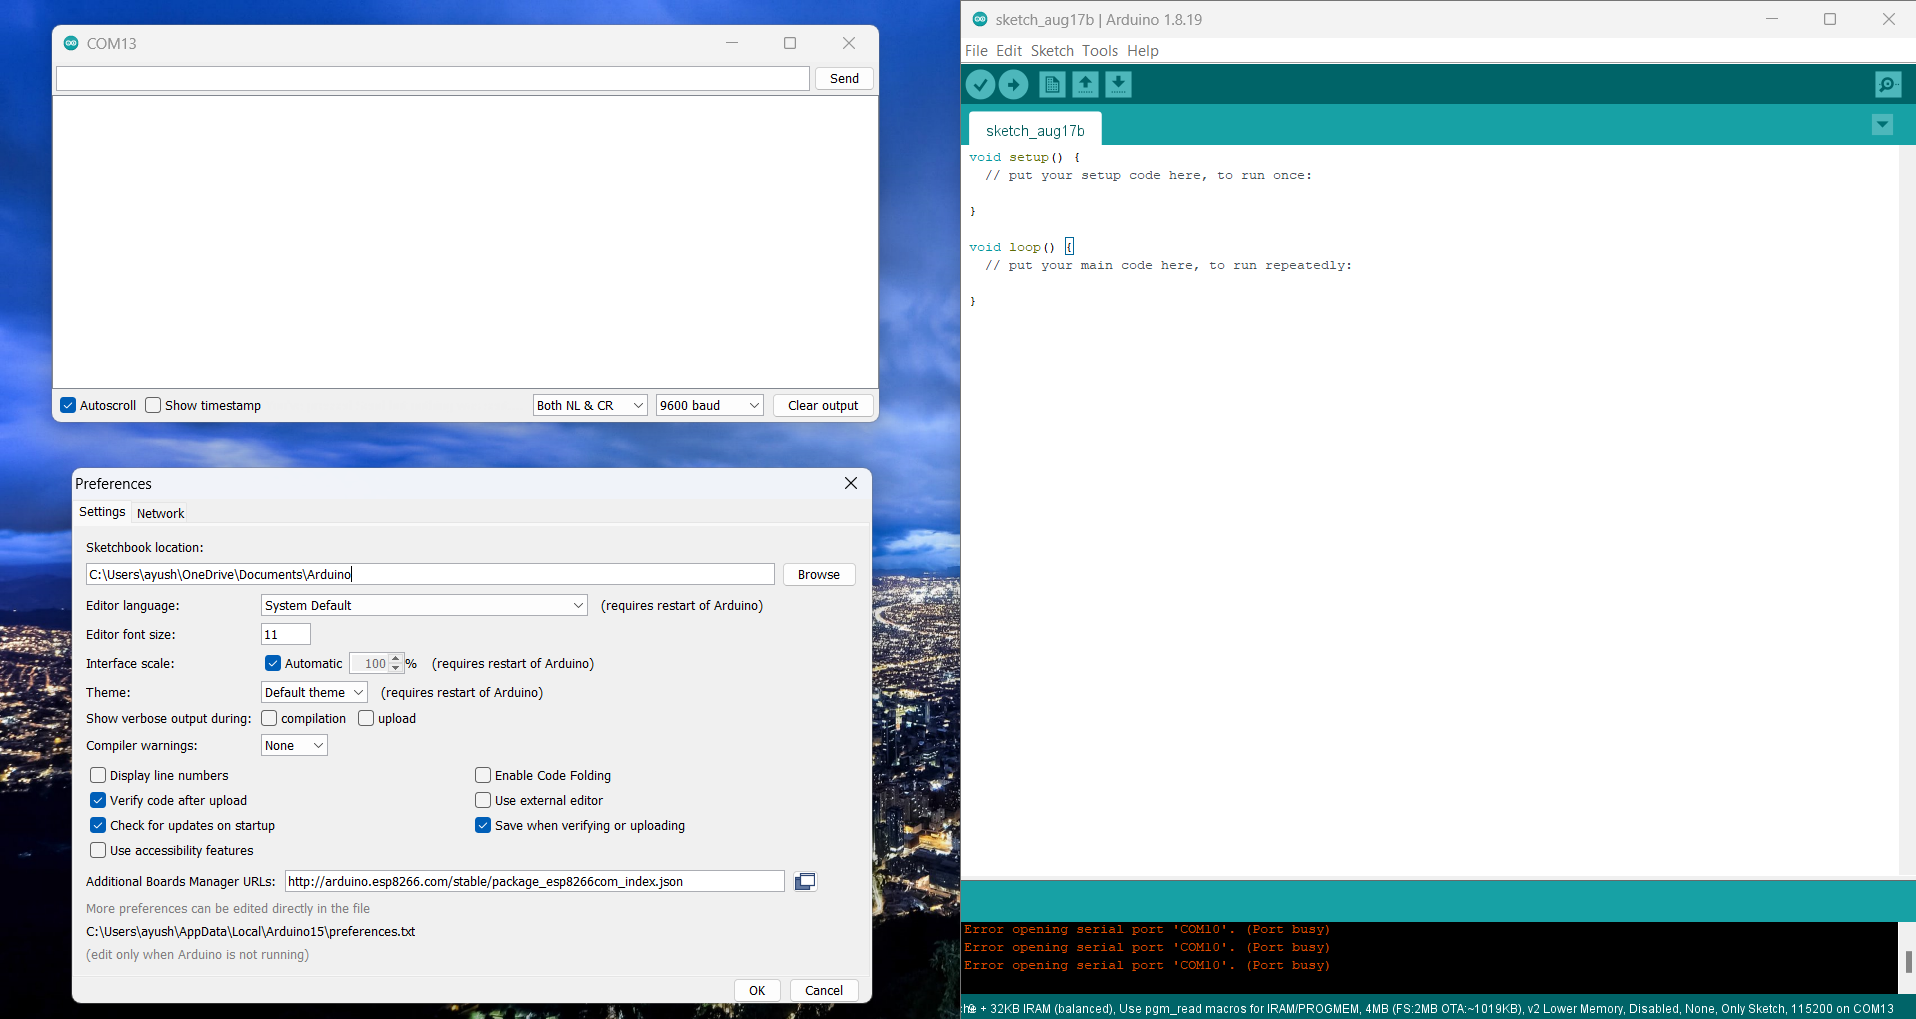 COM13
Send
Autoscroll Show timestamp Both NL & CR 9600 baud Clear output
Preferences
Settings Network
Sketchbook location:
C:\Users\ayush\OneDrive\Documents\Arduino Browse
Editor language: System Default (requires restart of Arduino)
Editor font size: 11
Interface scale: Automatic 100 % (requires restart of Arduino)
Theme: Default theme (requires restart of Arduino)
Show verbose output during: compilation upload
Compiler warnings: None
Display line numbers Enable Code Folding
Verify code after upload Use external editor
Check for updates on startup Save when verifying or uploading
Use accessibility features
Additional Boards Manager URLs: http://arduino.esp8266.com/stable/package_esp8266com_index.json
More preferences can be edited directly in the file
C:\Users\ayush\AppData\Local\Arduino15\preferences.txt
(edit only when Arduino is not running)
OK Cancel
sketch_aug17b | Arduino 1.8.19
File Edit Sketch Tools Help
sketch_aug17b
void setup() {
// put your setup code here, to run once:
}
void loop() {
// put your main code here, to run repeatedly:
}
Error opening serial port 'COM10'. (Port busy)
Error opening serial port 'COM10'. (Port busy)
Error opening serial port 'COM10'. (Port busy)
+ 32KB IRAM (balanced), Use pgm_read macros for IRAM/PROGMEM, 4MB (FS:2MB OTA:~1019KB), v2 Lower Memory, Disabled, None, Only Sketch, 115200 on COM13